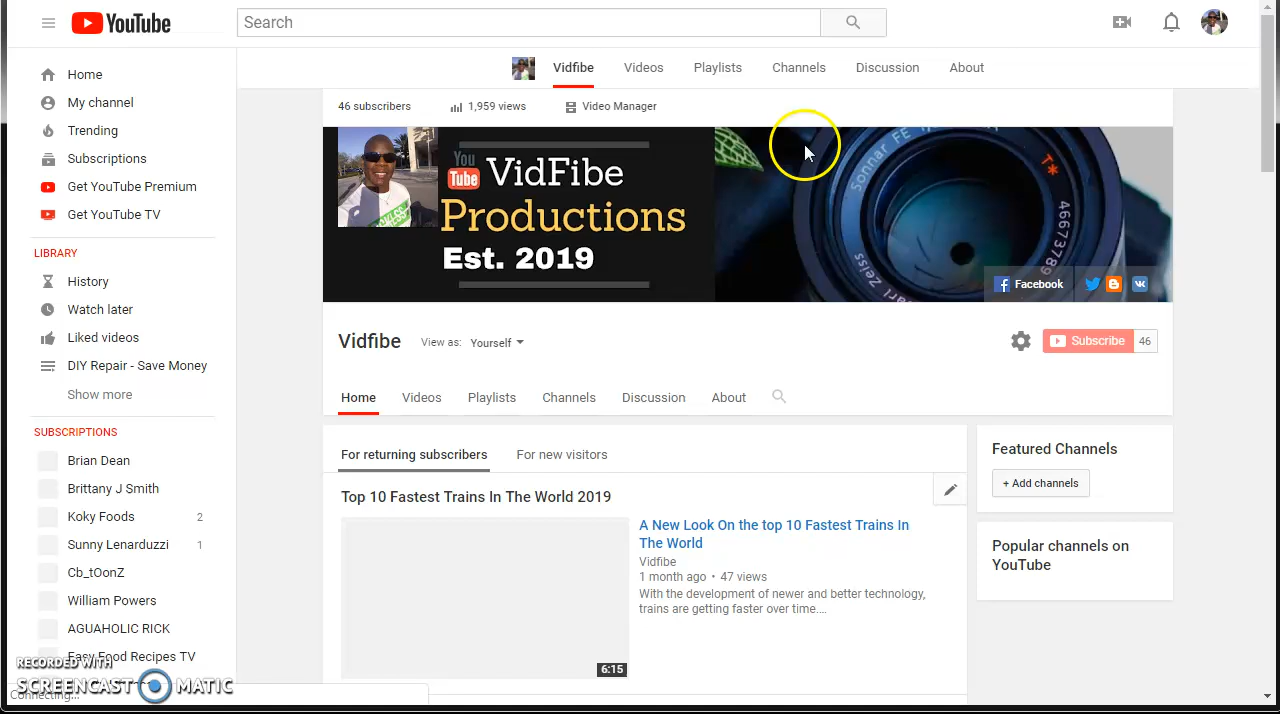 YouTube
Search
Vidfibe Videos Playlists Channels Discussion About
Home
My channel
Trending
Subscriptions
Get YouTube Premium
Get YouTube TV
LIBRARY
History
Watch later
Liked videos
DIY Repair - Save Money
Show more
SUBSCRIPTIONS
Brian Dean
Brittany J Smith
Koky Foods 2
Sunny Lenarduzzi 1
Cb_tOonZ
William Powers
AGUAHOLIC RICK
Easy Food Recipes TV
RECORDED WITH
SCREENCAST MATIC
Connecting...
46 subscribers 1,959 views Video Manager
You Tube VidFibe
Productions
Est. 2019
Sonnar FE
T*
46673789
Carl Zeiss
Facebook
Vidfibe View as: Yourself
Subscribe 46
Home Videos Playlists Channels Discussion About
For returning subscribers For new visitors
Top 10 Fastest Trains In The World 2019
6:15
A New Look On the top 10 Fastest Trains In
The World
Vidfibe
1 month ago • 47 views
With the development of newer and better technology,
trains are getting faster over time....
Featured Channels
+ Add channels
Popular channels on
YouTube